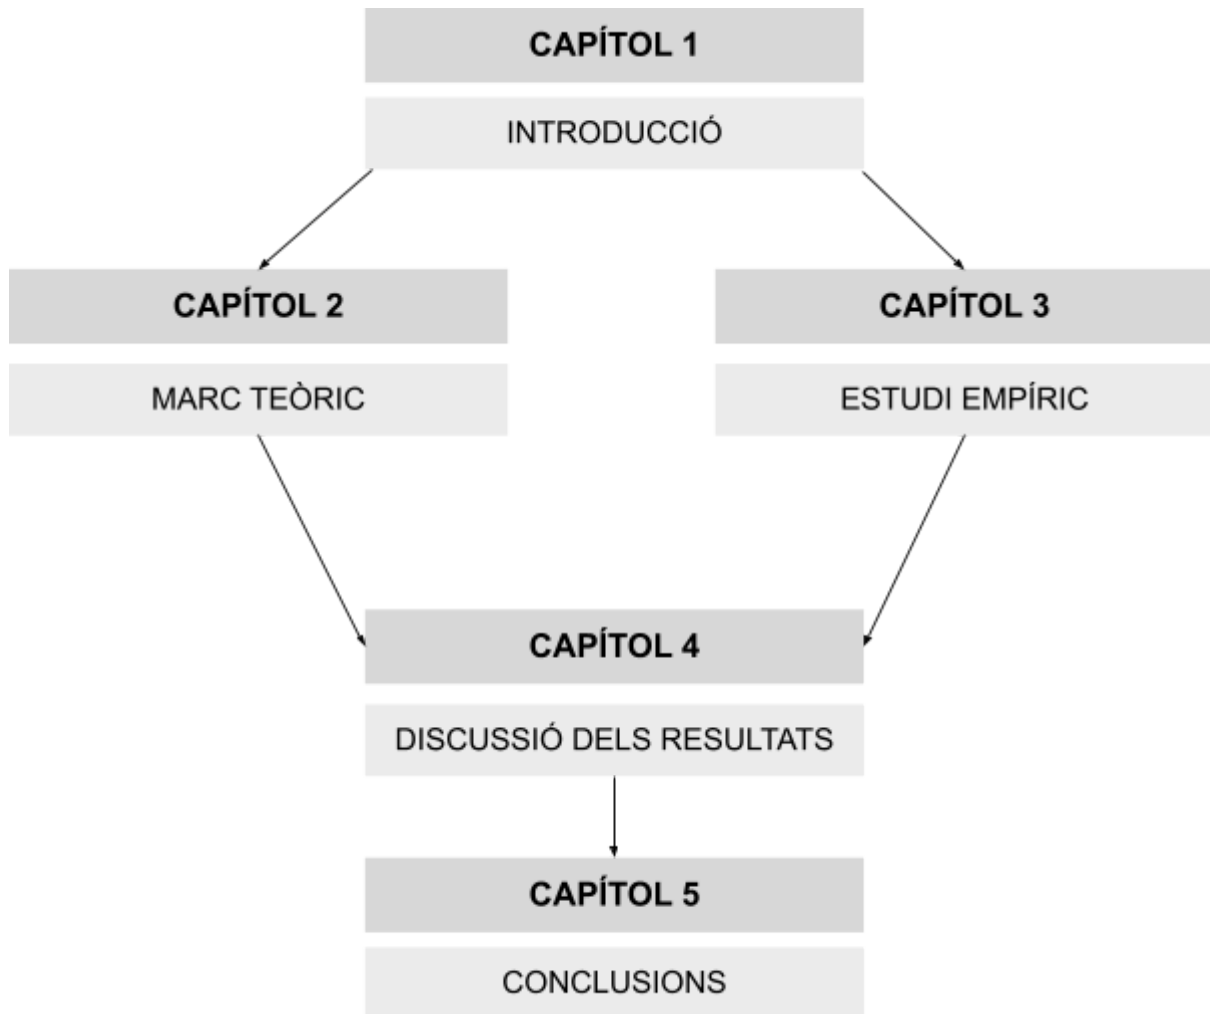 CAPÍTOL 1
INTRODUCCIÓ
CAPÍTOL 2
MARC TEÒRIC
CAPÍTOL 3
ESTUDI EMPÍRIC
CAPÍTOL 4
DISCUSSIÓ DELS RESULTATS
CAPÍTOL 5
CONCLUSIONS